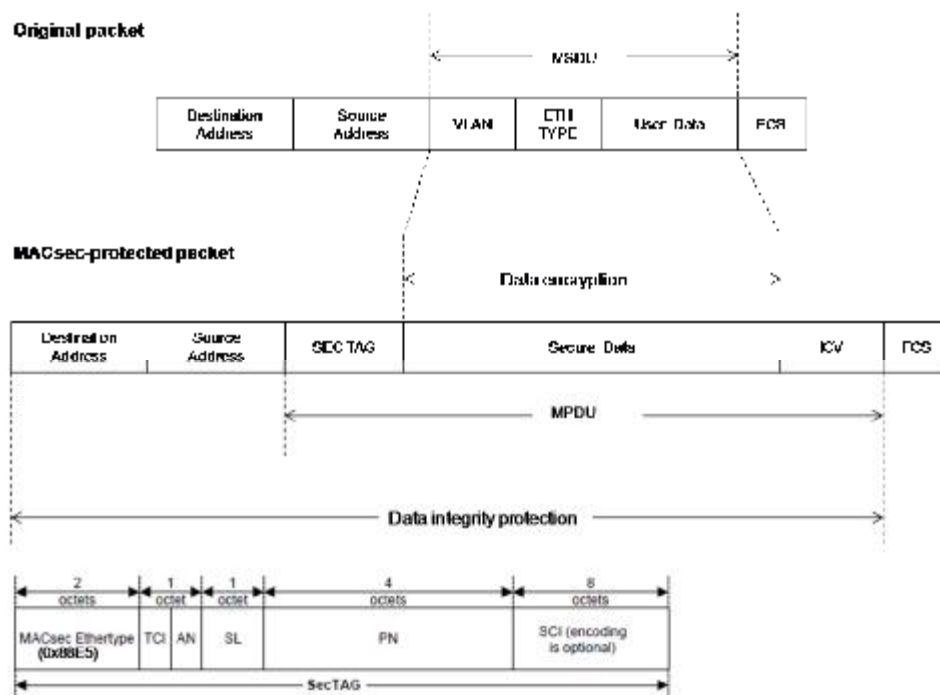 Original packet
MSDU
Destination
Address
Source
Address
VLAN
ETH
TYPE
User Data
FCS
MACsec-protected packet
Data encryption
Destination
Address
Source
Address
SEC TAG
Secure Data
ICV
FCS
MPDU
Data integrity protection
2
octets
1
octet
1
octet
4
octets
8
octets
MACsec Ethertype
(0x88E5)
TCI
AN
SL
PN
SCI (encoding
is optional)
SecTAG